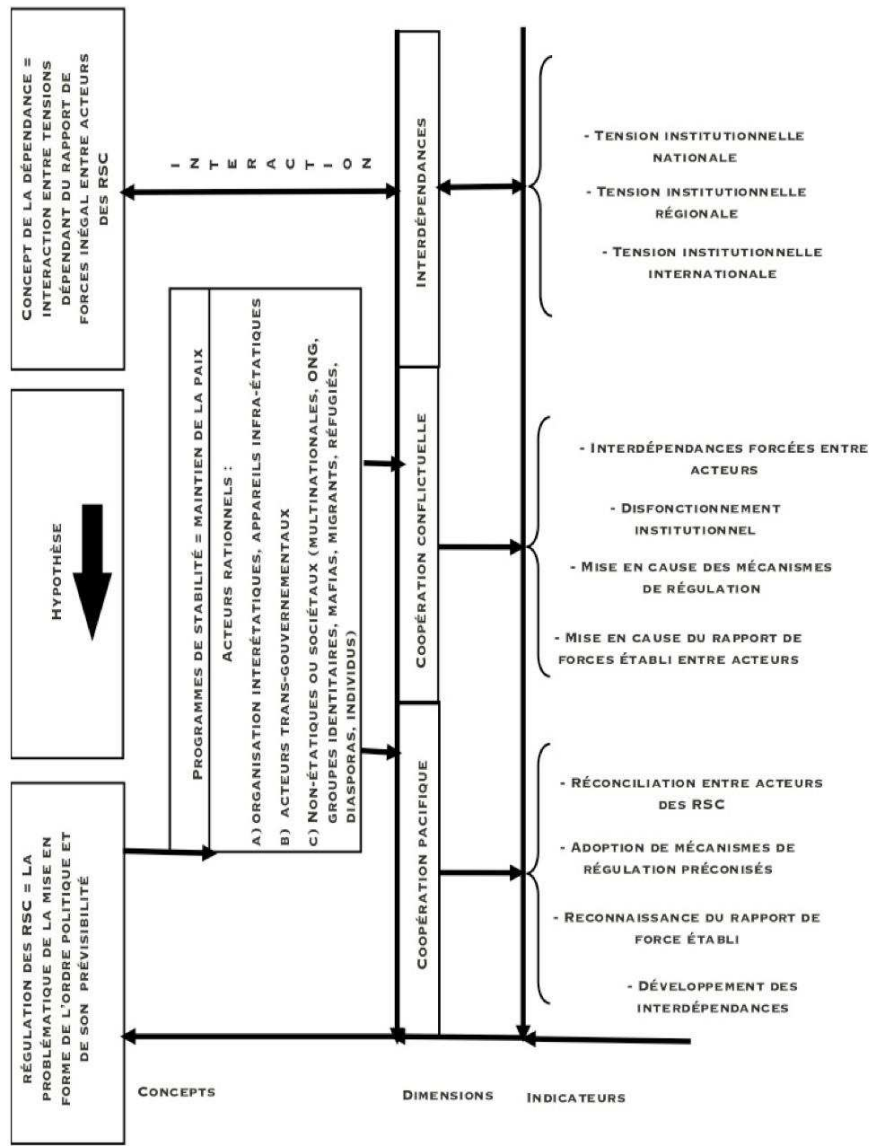 CONCEPT DE LA DÉPENDANCE =
INTERACTION ENTRE TENSIONS
DÉPENDANT DU RAPPORT DE
FORCES INÉGAL ENTRE ACTEURS
DES RSC
HYPOTHÈSE
RÉGULATION DES RSC = LA
PROBLÉMATIQUE DE LA MISE EN
FORME DE L'ORDRE POLITIQUE ET
DE SON PRÉVISIBILITÉ
INTERACTION
PROGRAMMES DE STABILITÉ = MAINTIEN DE LA PAIX
ACTEURS RATIONNELS :
A) ORGANISATION INTERÉTATIQUES, APPAREILS INFRA-ÉTATIQUES
B) ACTEURS TRANS-GOUVERNEMENTAUX
C) NON-ÉTATIQUES OU SOCIÉTAUX (MULTINATIONALES, ONG,
GROUPES IDENTITAIRES, MAFIAS, MIGRANTS, RÉFUGIÉS,
DIASPORAS, INDIVIDUS)
INTERDÉPENDANCES
COOPÉRATION CONFLICTUELLE
COOPÉRATION PACIFIQUE
- TENSION INSTITUTIONNELLE
NATIONALE
- TENSION INSTITUTIONNELLE
RÉGIONALE
- TENSION INSTITUTIONNELLE
INTERNATIONALE
- INTERDÉPENDANCES FORCÉES ENTRE
ACTEURS
- DISFONCTIONNEMENT
INSTITUTIONNEL
- MISE EN CAUSE DES MÉCANISMES
DE RÉGULATION
- MISE EN CAUSE DU RAPPORT DE
FORCES ÉTABLI ENTRE ACTEURS
- RÉCONCILIATION ENTRE ACTEURS
DES RSC
- ADOPTION DE MÉCANISMES DE
RÉGULATION PRÉCONISÉS
- RECONNAISSANCE DU RAPPORT DE
FORCE ÉTABLI
- DÉVELOPPEMENT DES
INTERDÉPENDANCES
CONCEPTS
DIMENSIONS
INDICATEURS